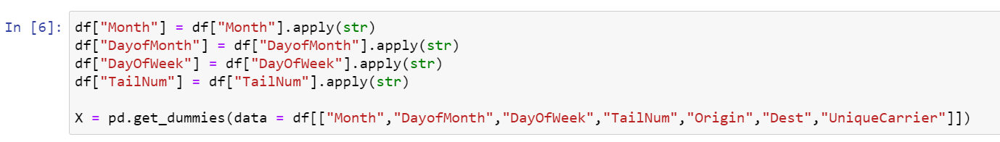 In [6]: df["Month"] = df["Month"].apply(str)
df["DayofMonth"] = df["DayofMonth"].apply(str)
df["DayOfWeek"] = df["DayOfWeek"].apply(str)
df["TailNum"] = df["TailNum"].apply(str)
X = pd.get_dummies(data = df[["Month","DayofMonth","DayOfWeek","TailNum","Origin","Dest","UniqueCarrier"]])